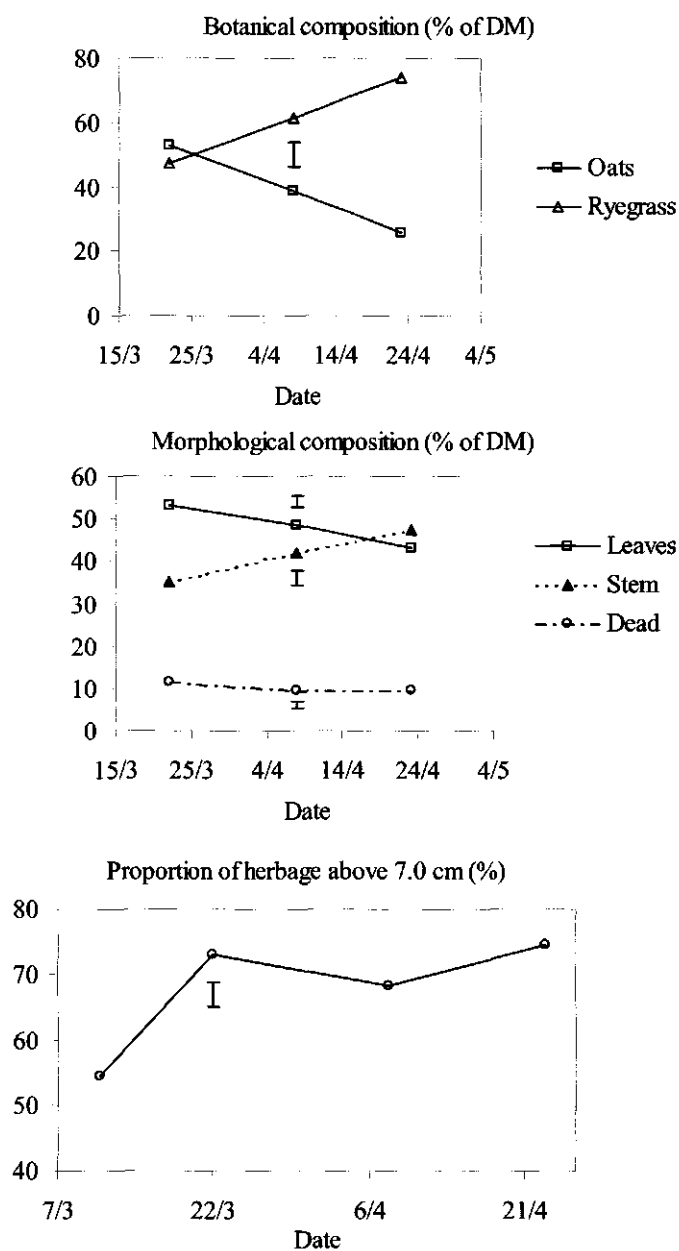 Botanical composition (% of DM)
80
60
40
20
0
15/3 25/3 4/4 14/4 24/4 4/5
Date
Oats
Ryegrass
Morphological composition (% of DM)
60
50
40
30
20
10
0
15/3 25/3 4/4 14/4 24/4 4/5
Date
Leaves
Stem
Dead
Proportion of herbage above 7.0 cm (%)
80
70
60
50
40
7/3 22/3 6/4 21/4
Date